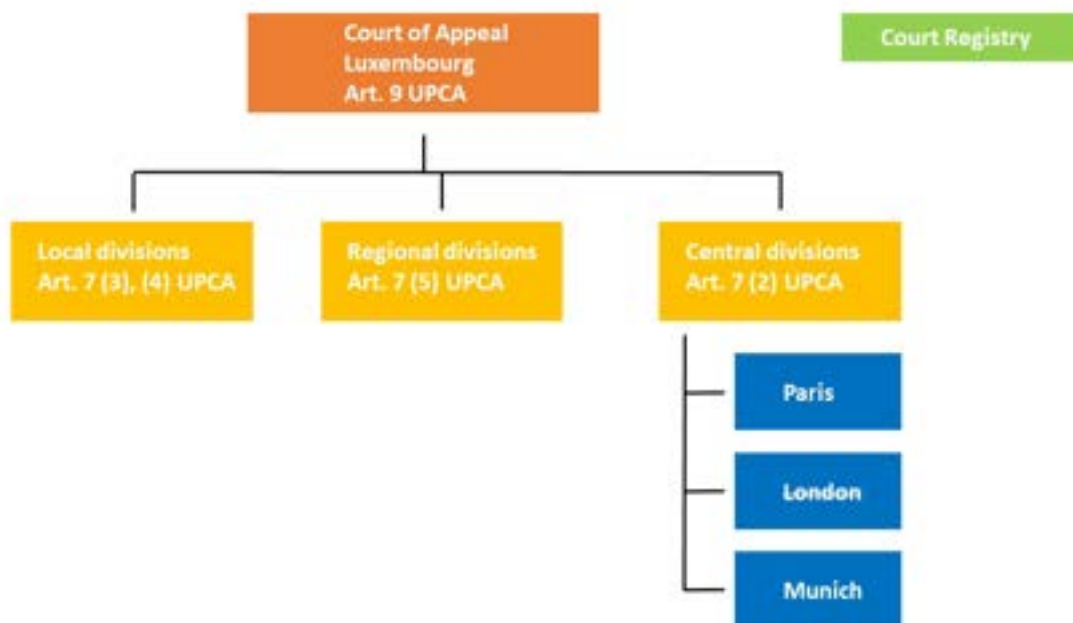 Court of Appeal
Luxembourg
Art. 9 UPCA
Court Registry
Local divisions
Art. 7 (3), (4) UPCA
Regional divisions
Art. 7 (5) UPCA
Central divisions
Art. 7 (2) UPCA
Paris
London
Munich